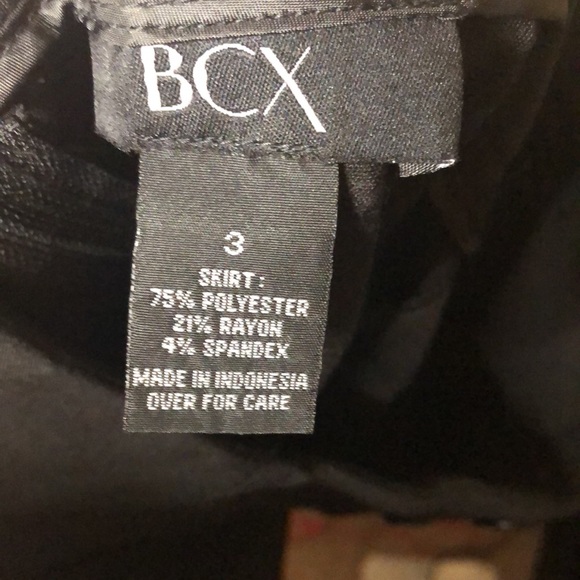 BCX
3
SKIRT:
75% POLYESTER
21% RAYON
4% SPANDEX
MADE IN INDONESIA
OVER FOR CARE